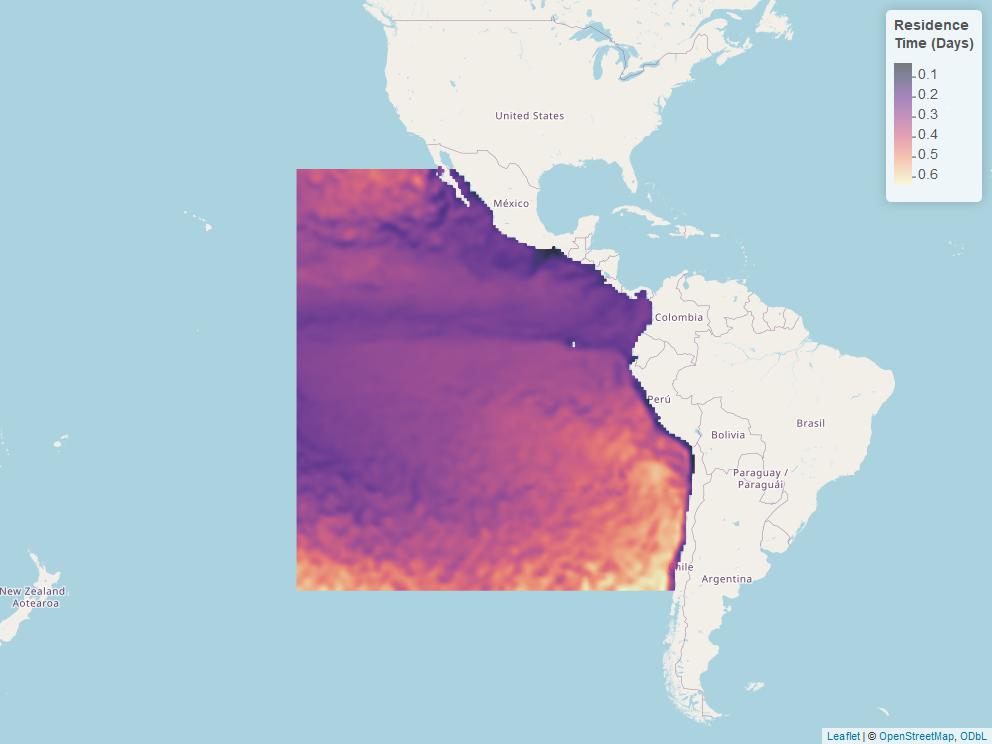 Residence
Time (Days)
0.1
0.2
0.3
0.4
0.5
0.6
United States
México
Colombia
Perú
Brasil
Bolivia
Paraguay /
Paraguái
hile
Argentina
New Zealand
Aotearoa
Leaflet | © OpenStreetMap, ODbL